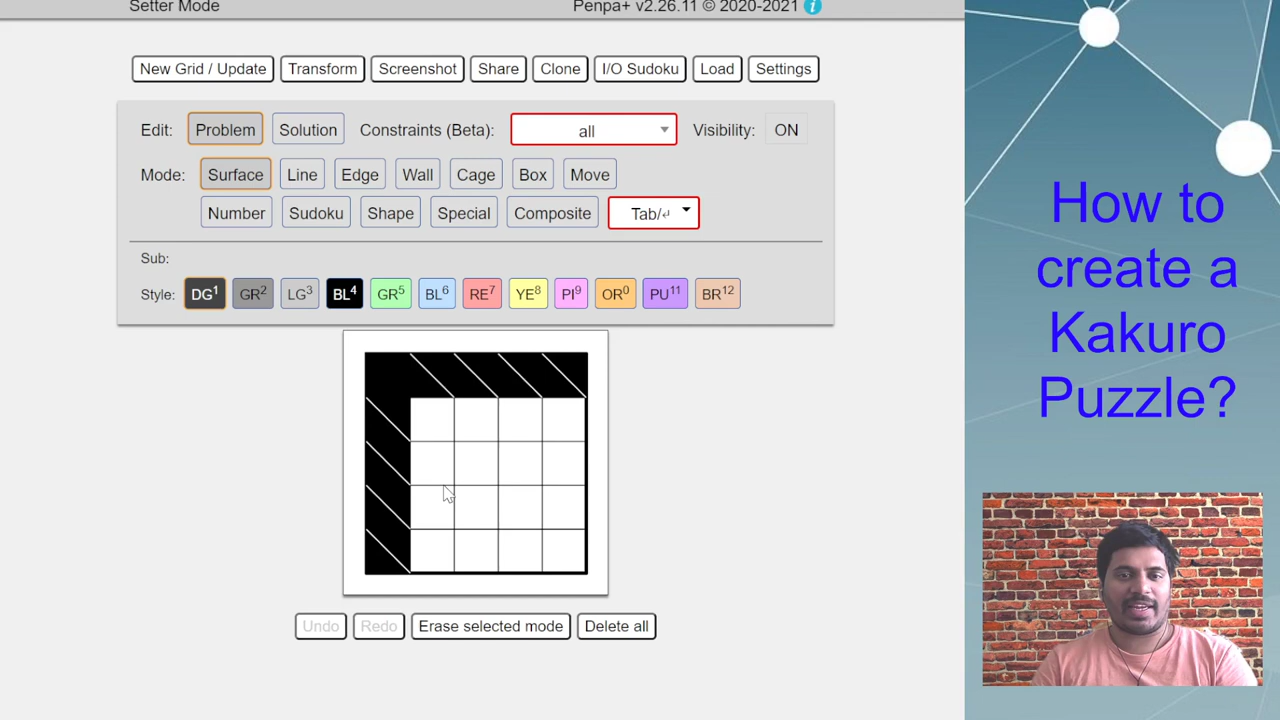 Setter Mode
Penpa+ v2.26.11 © 2020-2021 i
New Grid / Update Transform Screenshot Share Clone I/O Sudoku Load Settings
Edit: Problem Solution Constraints (Beta): all Visibility: ON
Mode: Surface Line Edge Wall Cage Box Move
Number Sudoku Shape Special Composite Tab/↵
Sub:
Style: DG1 GR2 LG3 BL4 GR5 BL6 RE7 YE8 PI9 OR0 PU11 BR12
Undo Redo Erase selected mode Delete all
How to
create a
Kakuro
Puzzle?